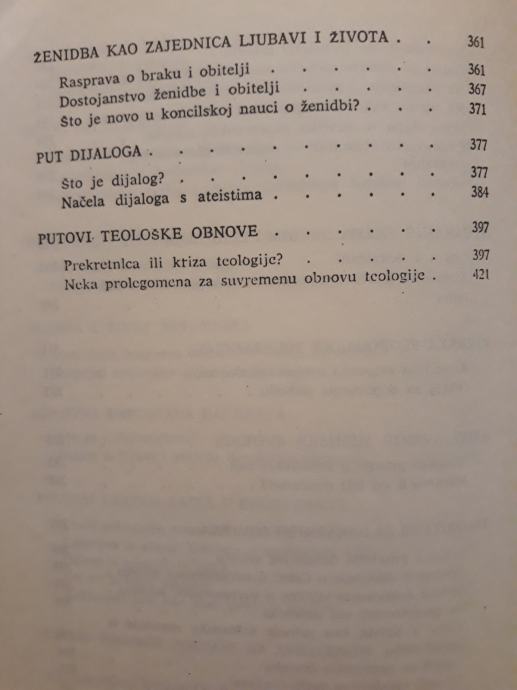 ŽENIDBA KAO ZAJEDNICA LJUBAVI I ŽIVOTA . . 361
Rasprava o braku i obitelji . . . . . . 361
Dostojanstvo ženidbe i obitelji . . . . . 367
Što je novo u koncilskoj nauci o ženidbi? . . . 371
PUT DIJALOGA . . . . . . . . . . 377
Što je dijalog? . . . . . . . . . 377
Načela dijaloga s ateistima . . . . . . 384
PUTOVI TEOLOŠKE OBNOVE . . . . . . 397
Prekretnica ili kriza teologije? . . . . . 397
Neka prolegomena za suvremenu obnovu teologije . 421